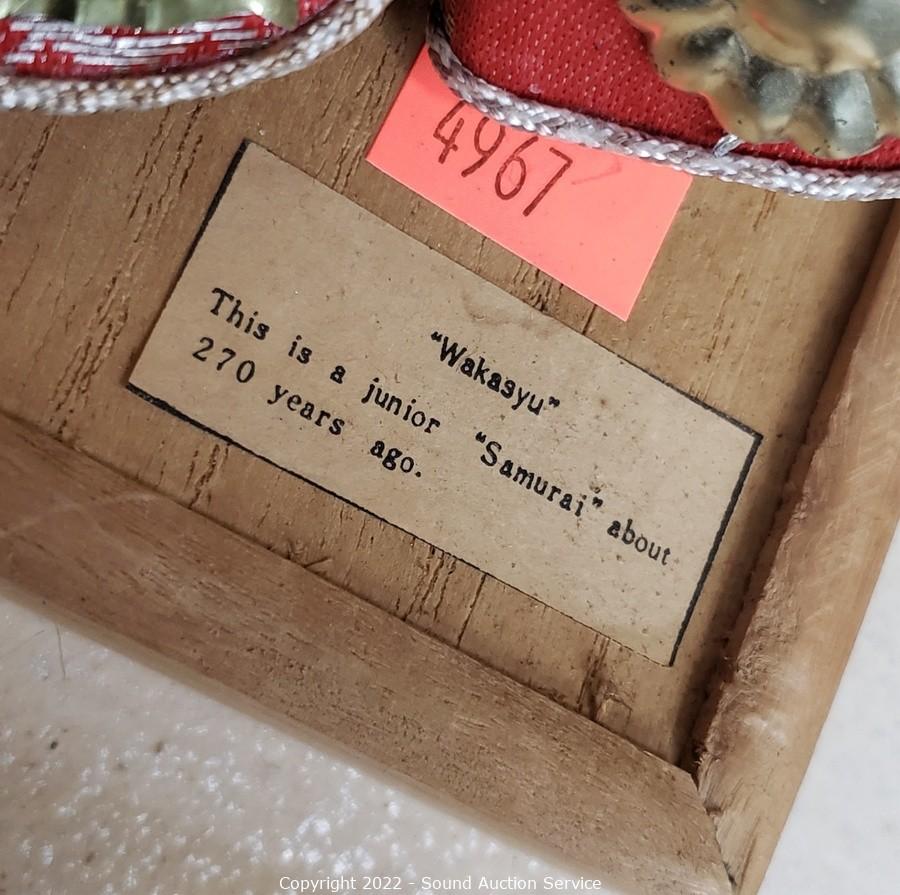 4967
“Wakasyu”
This is a junior “Samurai” about
270 years ago.
Copyright 2022 - Sound Auction Service